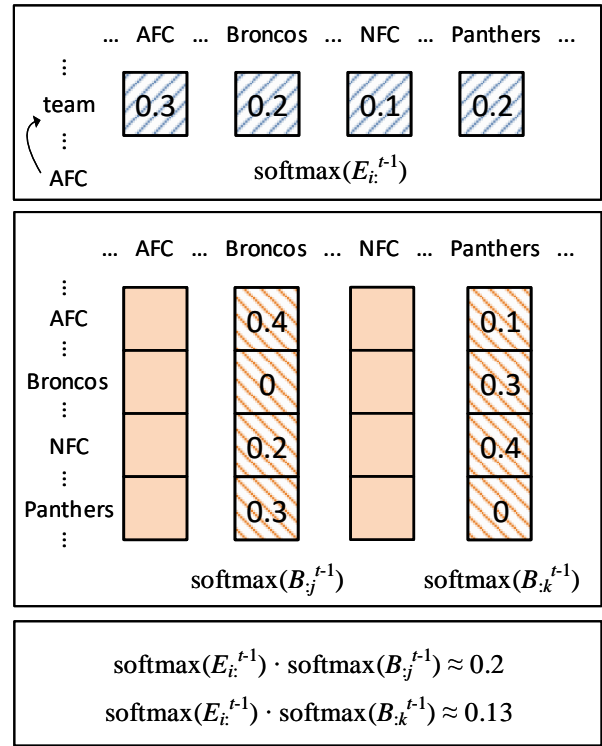 ... AFC ... Broncos ... NFC ... Panthers ...
⋮
team 0.3 0.2 0.1 0.2
⋮
AFC softmax(E_{i:}^{t-1})
... AFC ... Broncos ... NFC ... Panthers ...
⋮
AFC 0.4 0.1
⋮
Broncos 0 0.3
⋮
NFC 0.2 0.4
⋮
Panthers 0.3 0
⋮
softmax(B_{:j}^{t-1}) softmax(B_{:k}^{t-1})
softmax(E_{i:}^{t-1}) · softmax(B_{:j}^{t-1}) ≈ 0.2
softmax(E_{i:}^{t-1}) · softmax(B_{:k}^{t-1}) ≈ 0.13